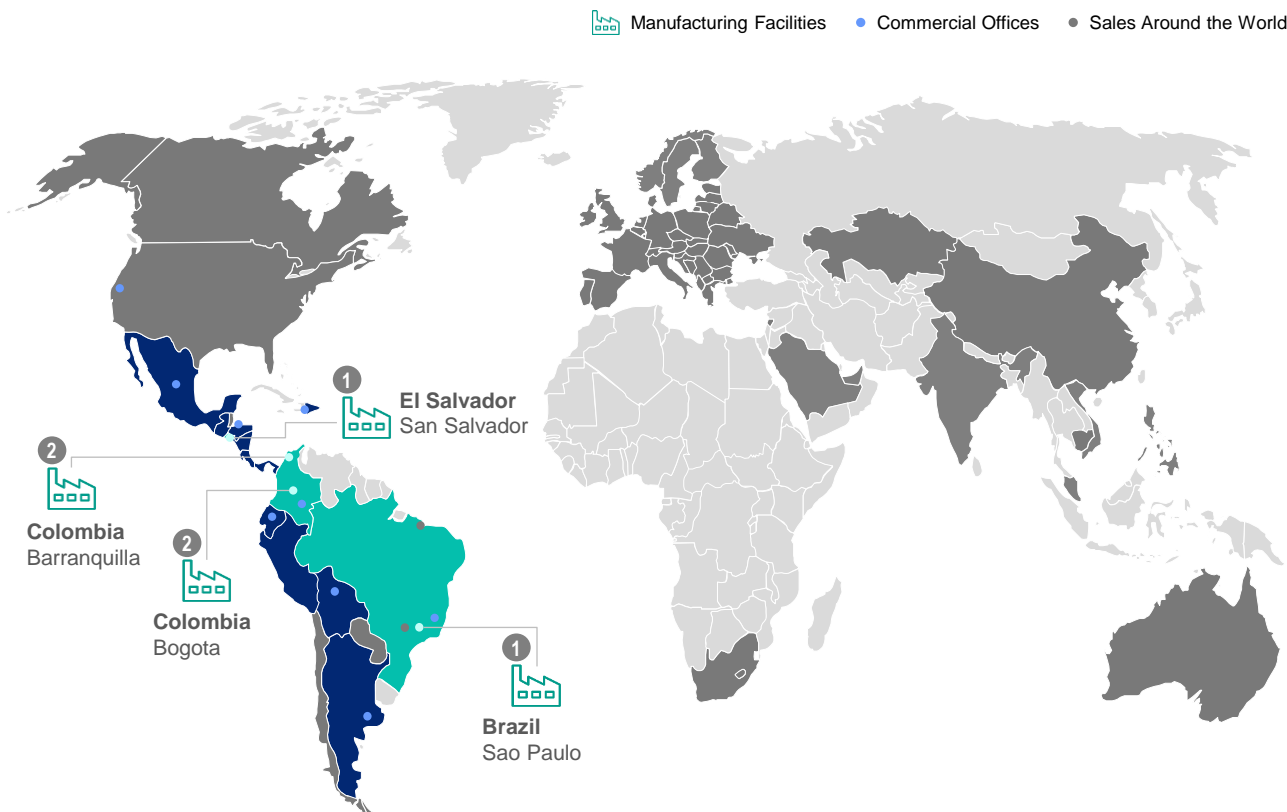 Manufacturing Facilities
Commercial Offices
Sales Around the World
1
El Salvador
San Salvador
2
Colombia
Barranquilla
2
Colombia
Bogota
1
Brazil
Sao Paulo